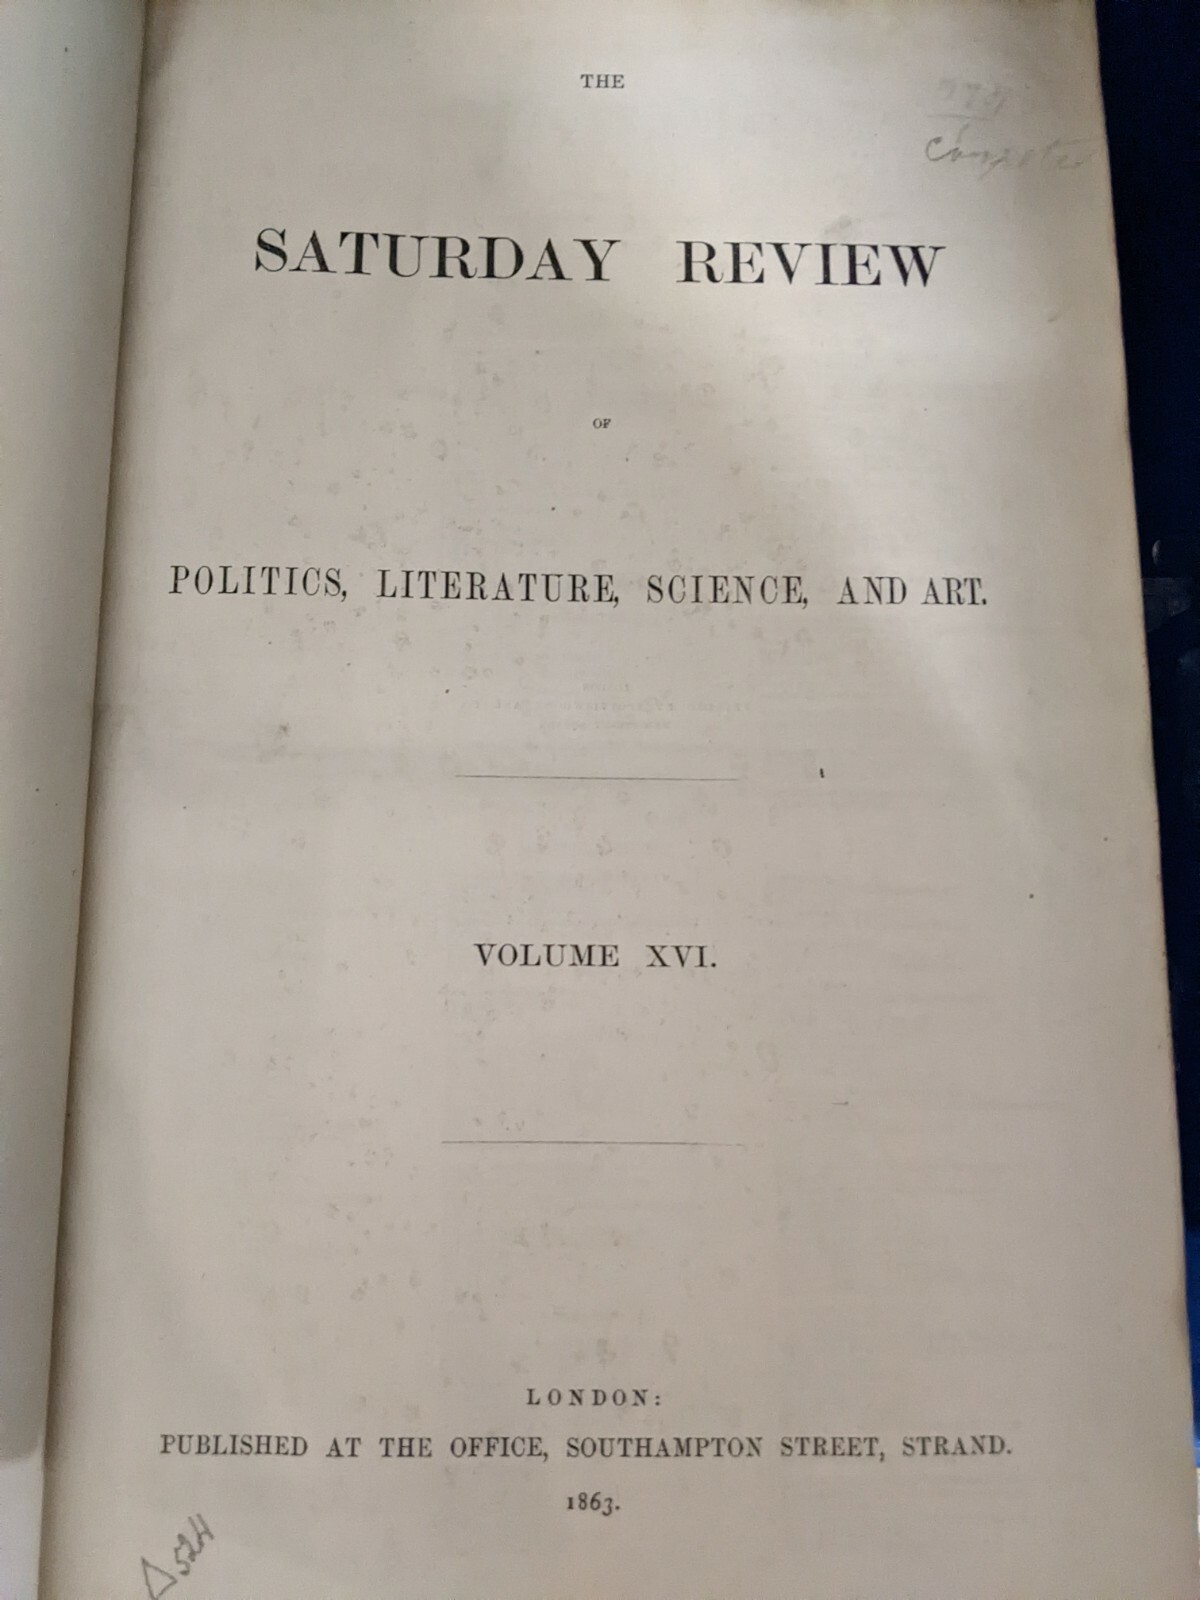 THE
SATURDAY REVIEW
OF
POLITICS, LITERATURE, SCIENCE, AND ART.
VOLUME XVI.
LONDON:
PUBLISHED AT THE OFFICE, SOUTHAMPTON STREET, STRAND.
1863.
Δ524